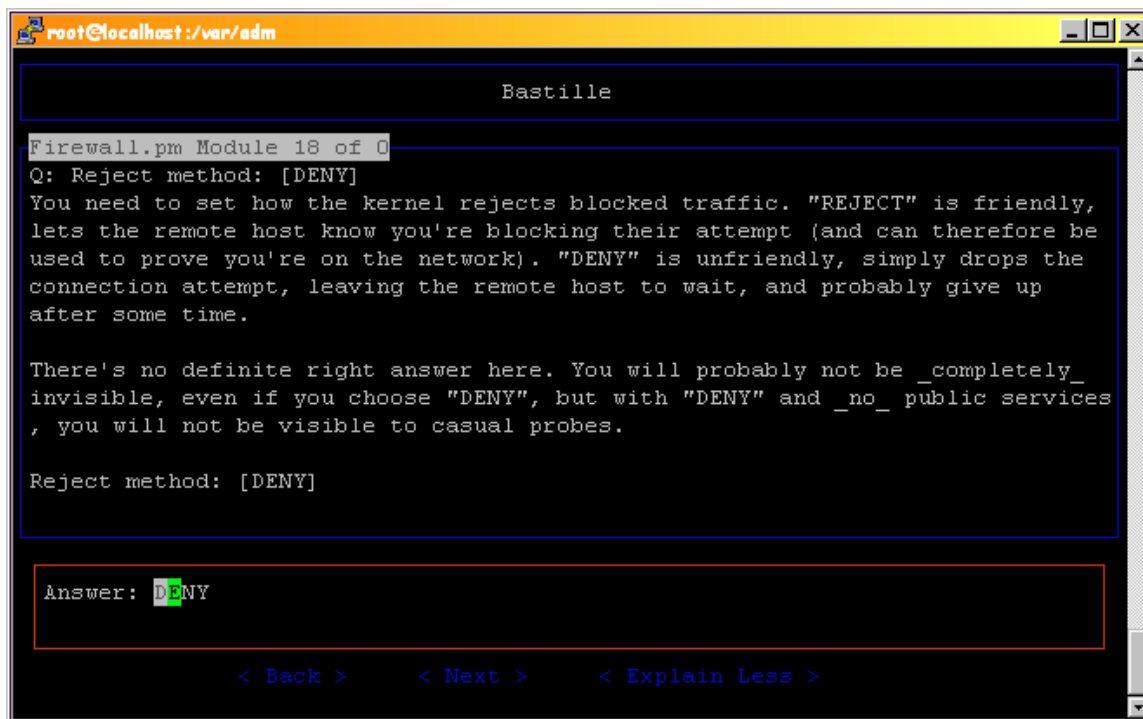 root@localhost:/var/adm
Bastille
Firewall.pm Module 18 of 0
Q: Reject method: [DENY]
You need to set how the kernel rejects blocked traffic. "REJECT" is friendly,
lets the remote host know you're blocking their attempt (and can therefore be
used to prove you're on the network). "DENY" is unfriendly, simply drops the
connection attempt, leaving the remote host to wait, and probably give up
after some time.
There's no definite right answer here. You will probably not be _completely_
invisible, even if you choose "DENY", but with "DENY" and _no_ public services
, you will not be visible to casual probes.
Reject method: [DENY]
Answer: DENY
< Back > < Next > < Explain Less >